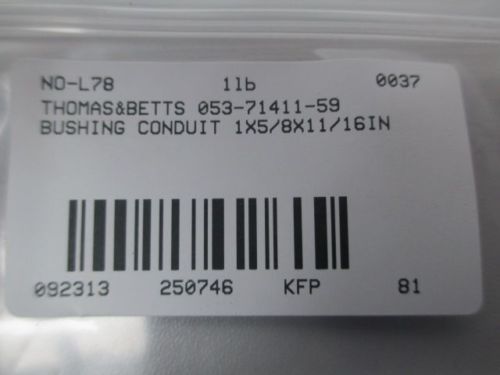 NO-L78 1lb 0037
THOMAS&BETTS 053-71411-59
BUSHING CONDUIT 1X5/8X11/16IN
092313 250746 KFP 81